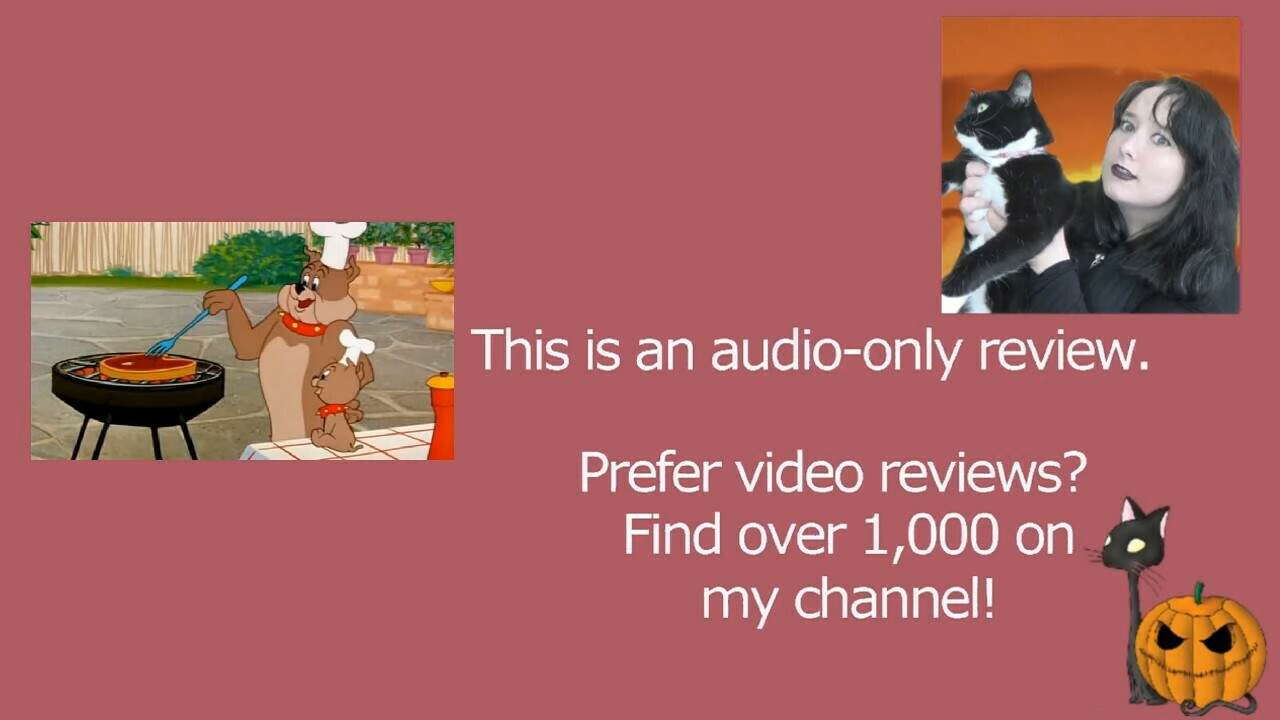 This is an audio-only review.
Prefer video reviews?
Find over 1,000 on
my channel!